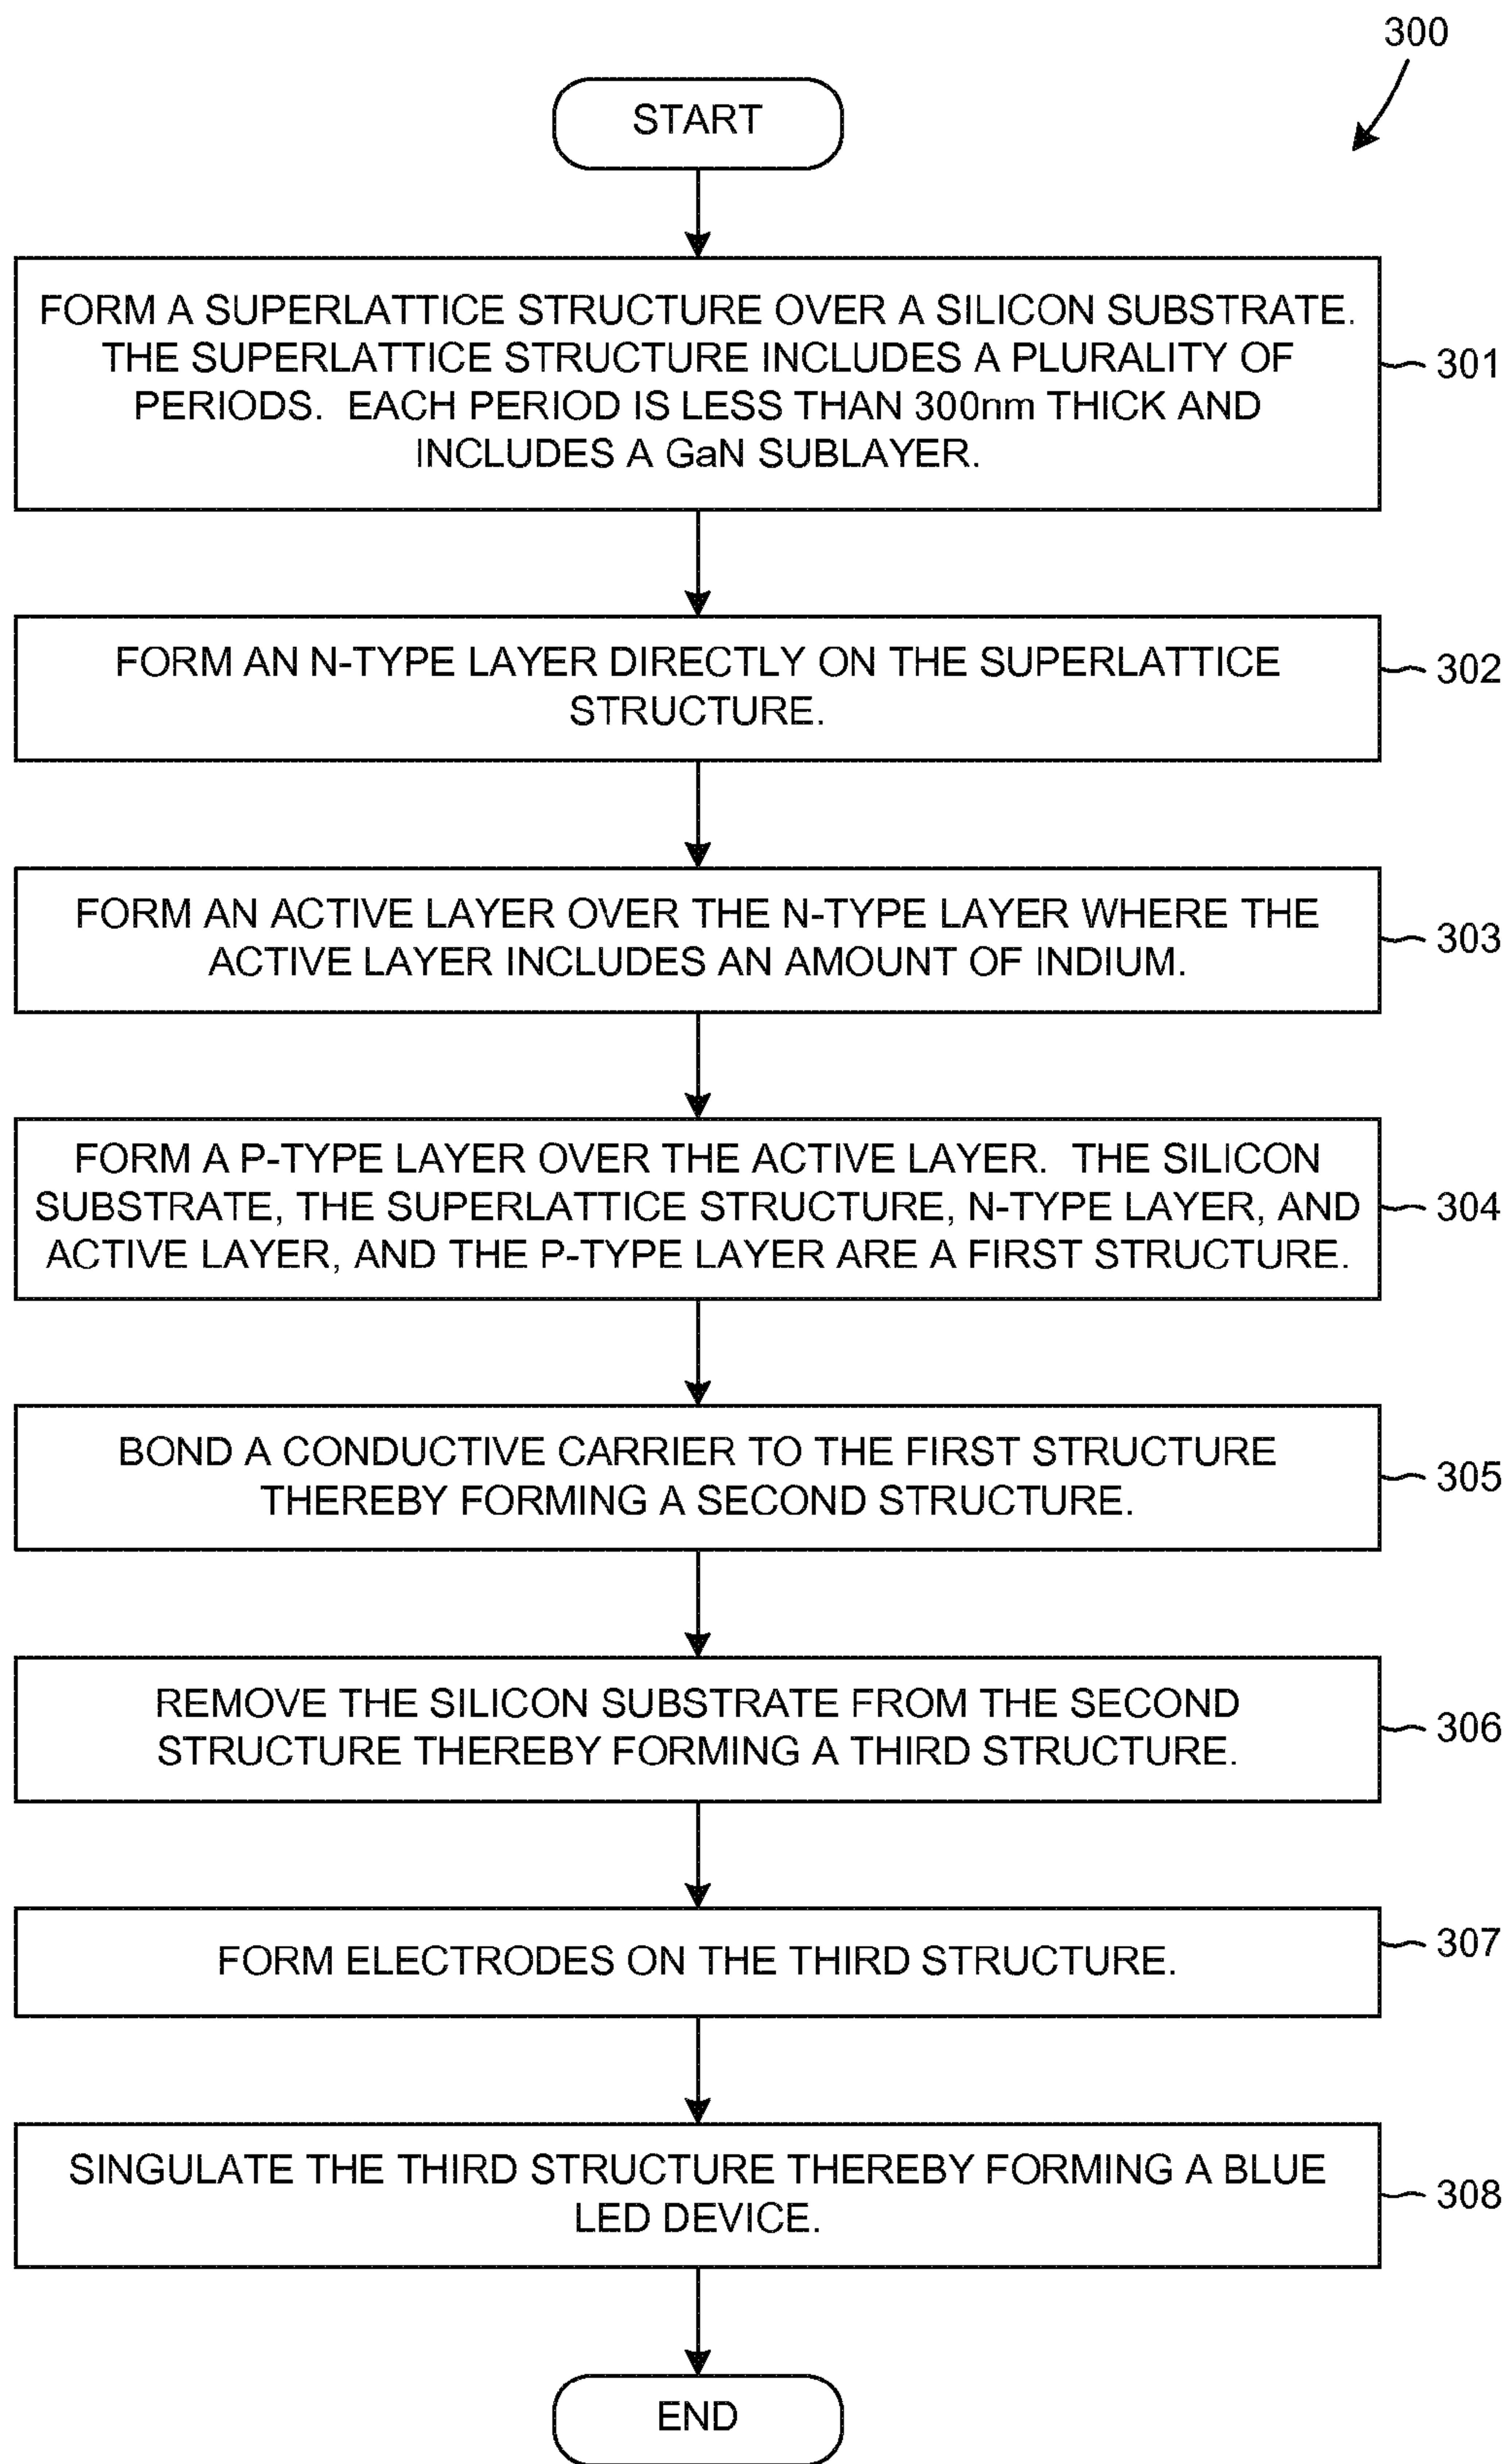 300
START
FORM A SUPERLATTICE STRUCTURE OVER A SILICON SUBSTRATE.
THE SUPERLATTICE STRUCTURE INCLUDES A PLURALITY OF
PERIODS. EACH PERIOD IS LESS THAN 300nm THICK AND
INCLUDES A GaN SUBLAYER.
301
FORM AN N-TYPE LAYER DIRECTLY ON THE SUPERLATTICE
STRUCTURE.
302
FORM AN ACTIVE LAYER OVER THE N-TYPE LAYER WHERE THE
ACTIVE LAYER INCLUDES AN AMOUNT OF INDIUM.
303
FORM A P-TYPE LAYER OVER THE ACTIVE LAYER. THE SILICON
SUBSTRATE, THE SUPERLATTICE STRUCTURE, N-TYPE LAYER, AND
ACTIVE LAYER, AND THE P-TYPE LAYER ARE A FIRST STRUCTURE.
304
BOND A CONDUCTIVE CARRIER TO THE FIRST STRUCTURE
THEREBY FORMING A SECOND STRUCTURE.
305
REMOVE THE SILICON SUBSTRATE FROM THE SECOND
STRUCTURE THEREBY FORMING A THIRD STRUCTURE.
306
FORM ELECTRODES ON THE THIRD STRUCTURE.
307
SINGULATE THE THIRD STRUCTURE THEREBY FORMING A BLUE
LED DEVICE.
308
END